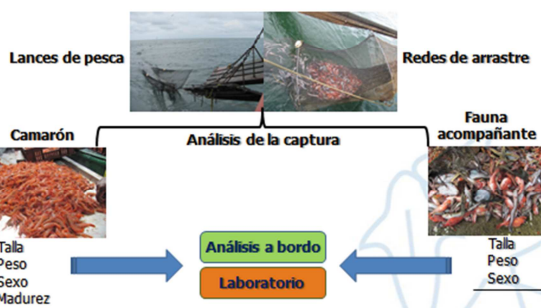 Lances de pesca
Redes de arrastre
Camarón
Análisis de la captura
Fauna
acompañante
Talla
Peso
Sexo
Madurez
Análisis a bordo
Laboratorio
Talla
Peso
Sexo